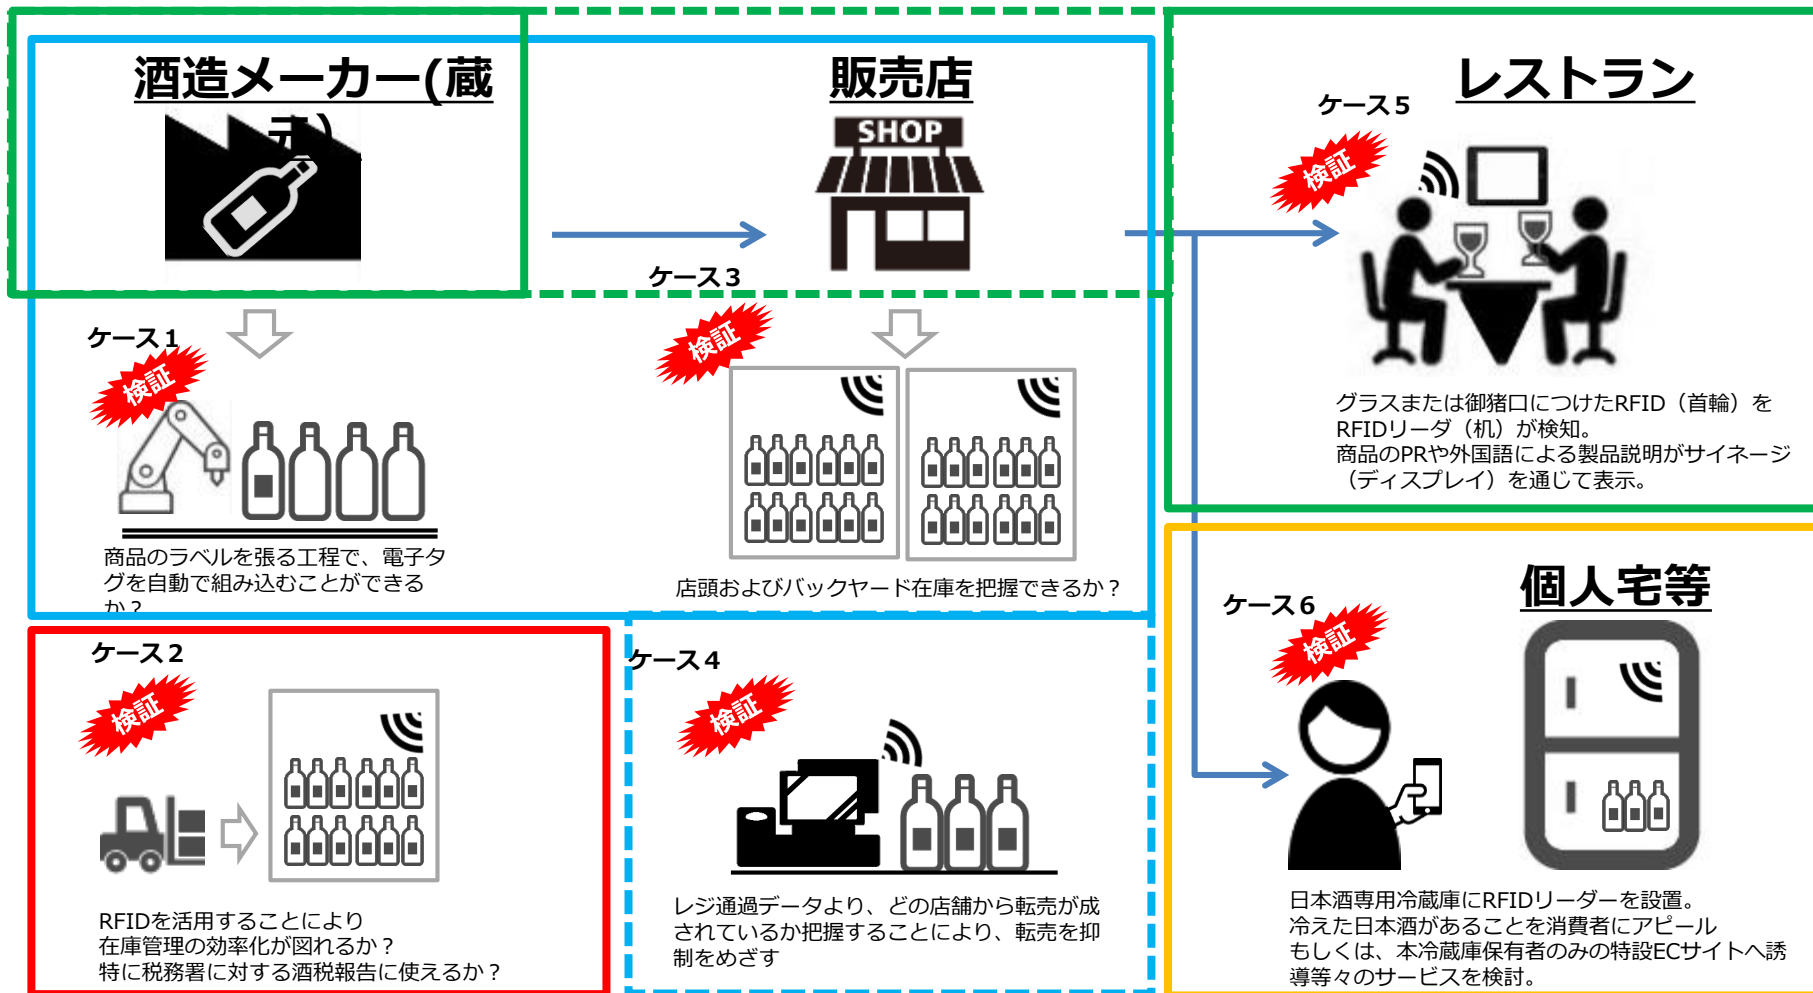 酒造メーカー(蔵
元)
ケース1
検証
商品のラベルを張る工程で、電子タ
グを自動で組み込むことができる
か?
ケース2
検証
RFIDを活用することにより
在庫管理の効率化が図れるか?
特に税務署に対する酒税報告に使えるか?
販売店
SHOP
ケース3
検証
店頭およびバックヤード在庫を把握できるか?
ケース4
検証
レジ通過データより、どの店舗から転売が成
されているか把握することにより、転売を抑
制をめざす
レストラン
ケース5
検証
グラスまたは御猪口につけたRFID(首輪)を
RFIDリーダ(机)が検知。
商品のPRや外国語による製品説明がサイネージ
(ディスプレイ)を通じて表示。
個人宅等
ケース6
検証
日本酒専用冷蔵庫にRFIDリーダーを設置。
冷えた日本酒があることを消費者にアピール
もしくは、本冷蔵庫保有者のみの特設ECサイトへ誘
導等々のサービスを検討。